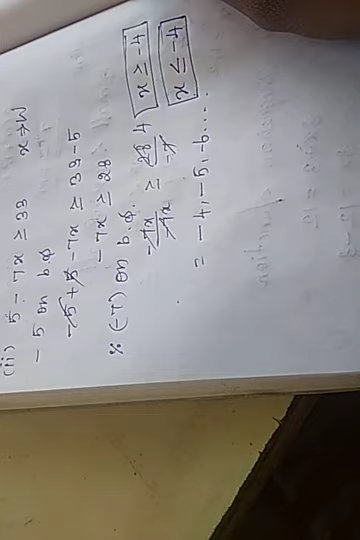 (ii) 5 - 7x ≥ 33 x → W
- 5 on b.s.
-5 + 5 - 7x ≥ 33 - 5
- 7x ≥ 28
% (-7) on b.s.
-7x/-7x ≥ 28 4/-7 x ≥ -4
x ≤ -4
= -4, -5, -6....